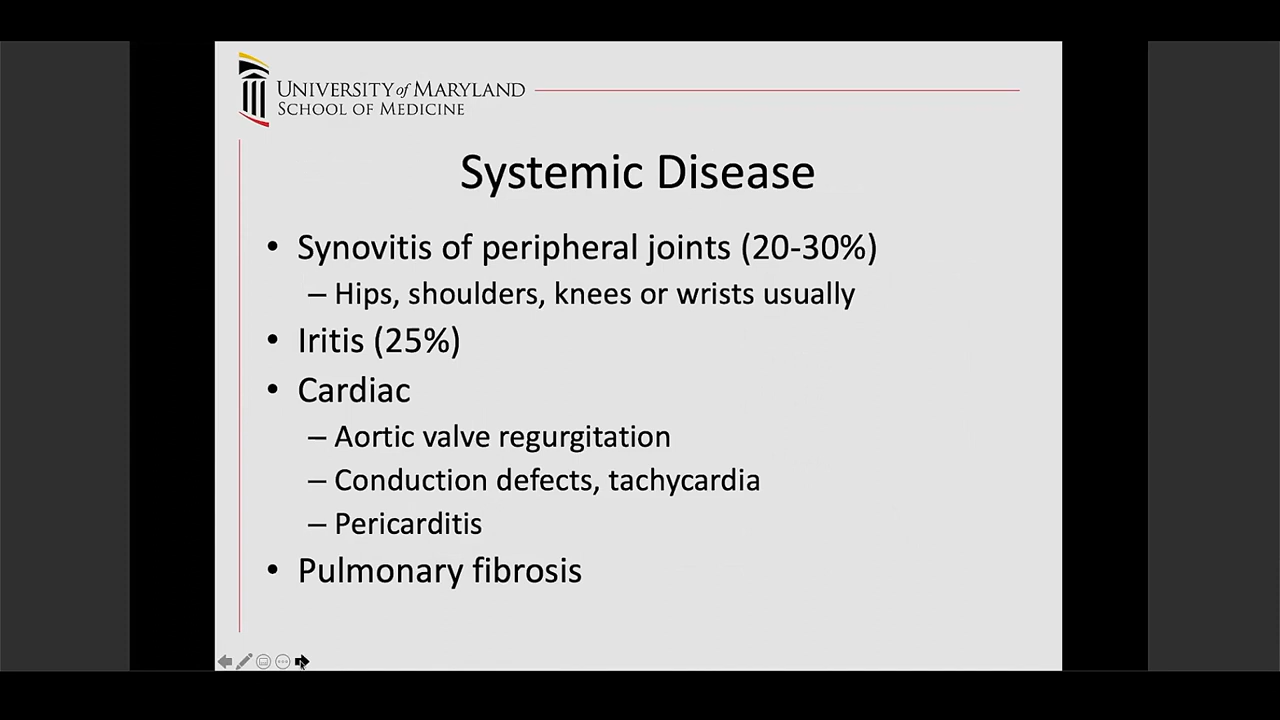 UNIVERSITY of MARYLAND
SCHOOL OF MEDICINE
Systemic Disease
• Synovitis of peripheral joints (20-30%)
– Hips, shoulders, knees or wrists usually
• Iritis (25%)
• Cardiac
– Aortic valve regurgitation
– Conduction defects, tachycardia
– Pericarditis
• Pulmonary fibrosis